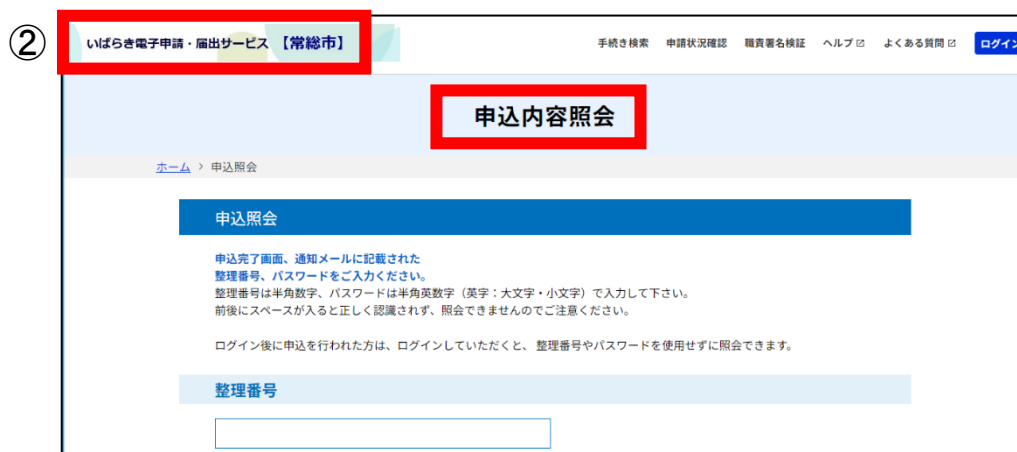 ②
いばらき電子申請・届出サービス 【常総市】
手続き検索 申請状況確認 職責署名検証 ヘルプ よくある質問 ログイン
申込内容照会
ホーム > 申込照会
申込照会
申込完了画面、通知メールに記載された
整理番号、パスワードをご入力ください。
整理番号は半角数字、パスワードは半角英数字（英字：大文字・小文字）で入力して下さい。
前後にスペースが入ると正しく認識されず、照会できませんのでご注意ください。
ログイン後に申込を行われた方は、ログインしていただくと、 整理番号やパスワードを使用せずに照会できます。
整理番号